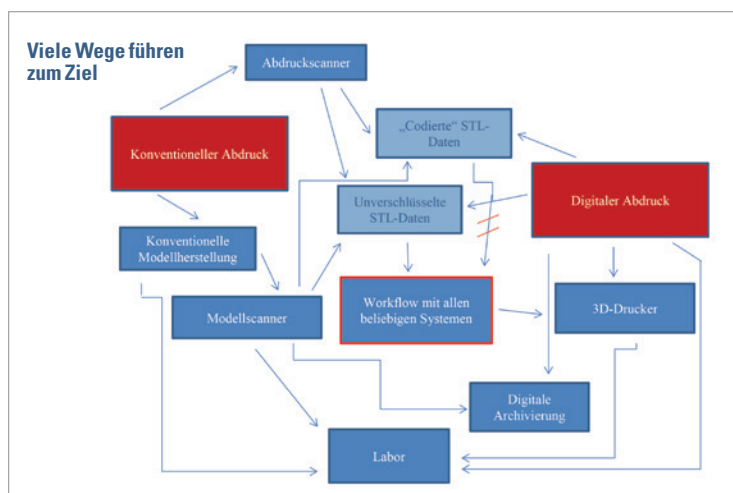 Viele Wege führen
zum Ziel
Abdruckscanner
„Codierte“ STL-
Daten
Konventioneller Abdruck
Digitaler Abdruck
Unverschlüsselte
STL-Daten
Konventionelle
Modellherstellung
Workflow mit allen
beliebigen Systemen
3D-Drucker
Modellscanner
Digitale
Archivierung
Labor